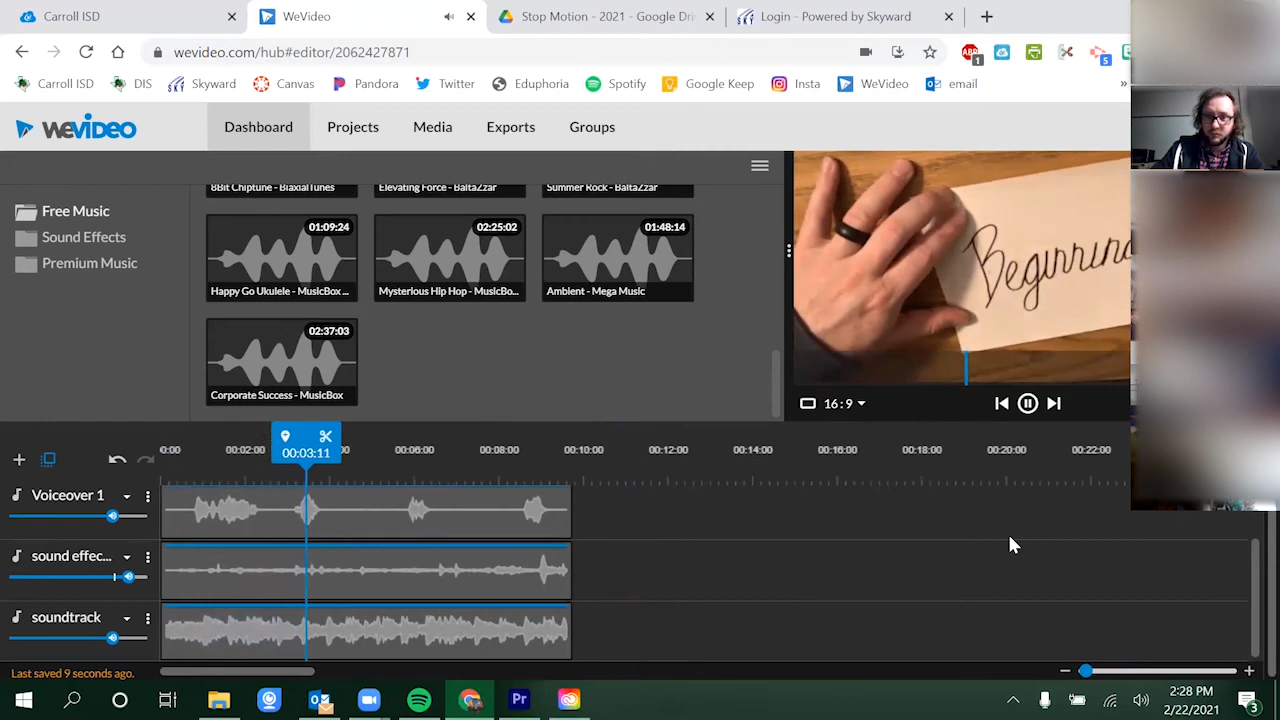 Carroll ISD
WeVideo
Stop Motion - 2021 - Google Dri
Login - Powered by Skyward
wevideo.com/hub#editor/2062427871
ABP
1
5
Carroll ISD
DIS
Skyward
Canvas
Pandora
Twitter
Eduphoria
Spotify
Google Keep
Insta
WeVideo
email
»
WEVIDEO
Dashboard
Projects
Media
Exports
Groups
Free Music
Sound Effects
Premium Music
8Bit Chiptune - BiaxialTunes
Elevating Force - BaltaZzar
Summer Rock - BaltaZzar
01:09:24
02:25:02
01:48:14
Happy Go Ukulele - MusicBox ...
Mysterious Hip Hop - MusicBo...
Ambient - Mega Music
02:37:03
Corporate Success - MusicBox
Beginning
16:9
00:03:11
0:00
00:02:00
00:06:00
00:08:00
00:10:00
00:12:00
00:14:00
00:16:00
00:18:00
00:20:00
00:22:00
Voiceover 1
sound effec...
soundtrack
Last saved 9 seconds ago.
Pr
2:28 PM
2/22/2021
3